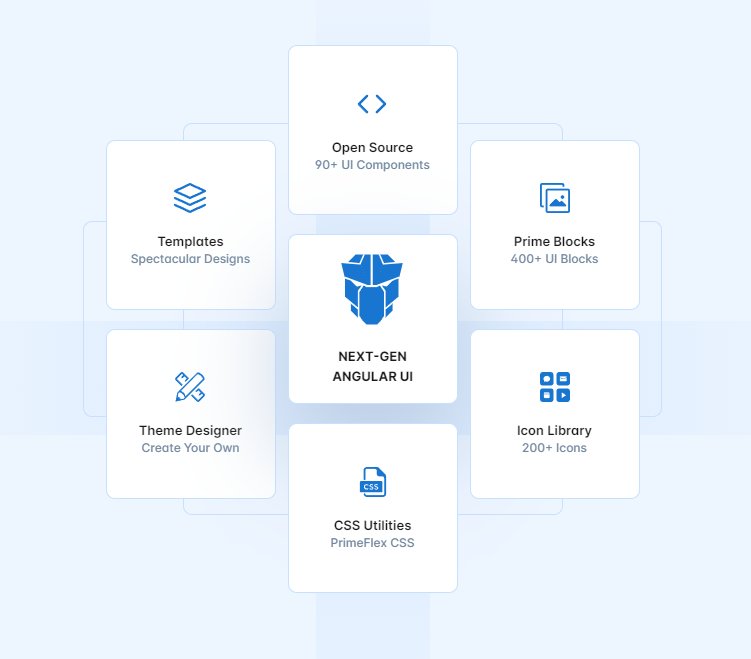 Open Source
90+ UI Components
Templates
Spectacular Designs
Prime Blocks
400+ UI Blocks
NEXT-GEN
ANGULAR UI
Theme Designer
Create Your Own
Icon Library
200+ Icons
CSS
CSS Utilities
PrimeFlex CSS